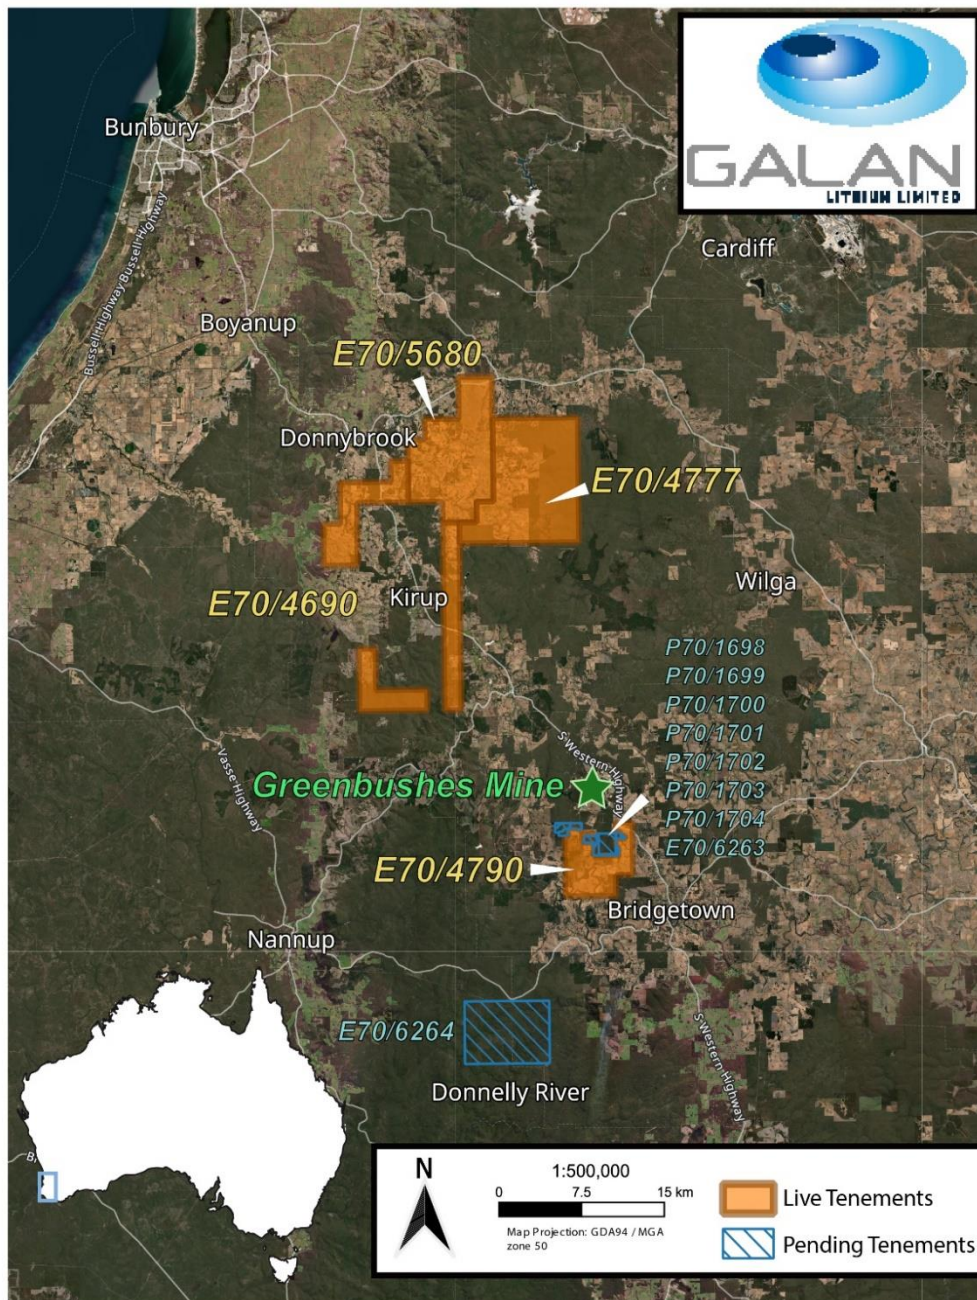 GALAN
LITHIUM LIMITED
Bunbury
Bussell Highway
Bussell Highway
Cardiff
Boyanup
E70/5680
Donnybrook
E70/4777
Wilga
E70/4690
Kirup
P70/1698
P70/1699
P70/1700
P70/1701
P70/1702
P70/1703
P70/1704
E70/6263
S Western Highway
Vasse Highway
Greenbushes Mine
E70/4790
Bridgetown
Nannup
E70/6264
S Western Highway
Donnelly River
N
1:500,000
0 7.5 15 km
Map Projection: GDA94 / MGA
zone 50
Live Tenements
Pending Tenements